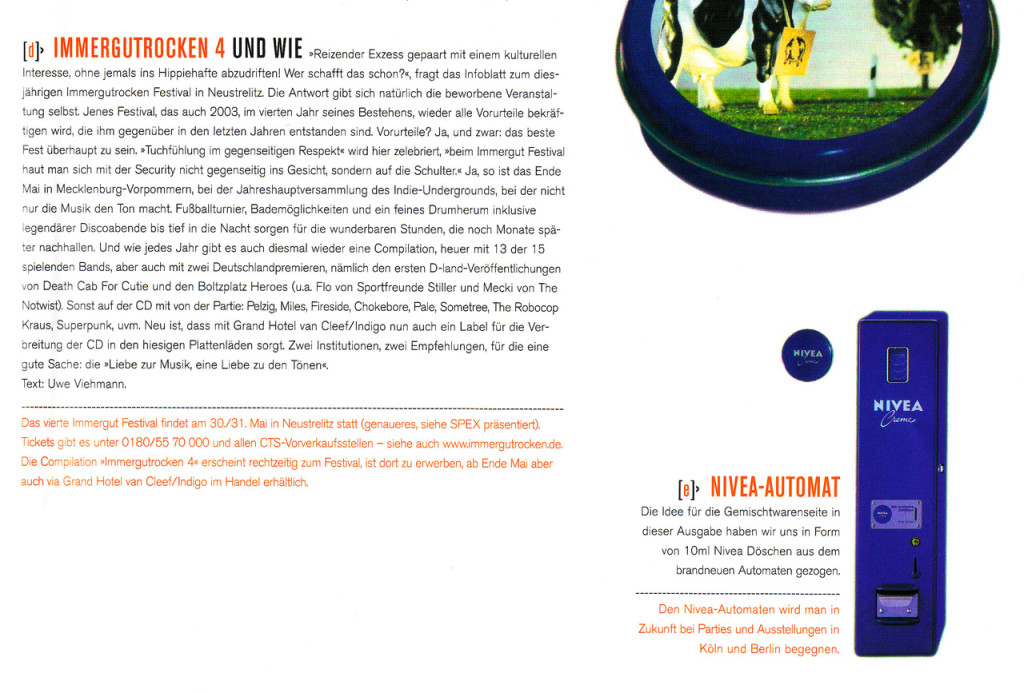 [d]› IMMERGUTROCKEN 4 UND WIE »Reizender Exzess gepaart mit einem kulturellen
Interesse, ohne jemals ins Hippiehafte abzudriften! Wer schafft das schon?«, fragt das Infoblatt zum dies-
jährigen Immergutrocken Festival in Neustrelitz. Die Antwort gibt sich natürlich die beworbene Veranstal-
tung selbst. Jenes Festival, das auch 2003, im vierten Jahr seines Bestehens, wieder alle Vorurteile bekräf-
tigen wird, die ihm gegenüber in den letzten Jahren entstanden sind. Vorurteile? Ja, und zwar: das beste
Fest überhaupt zu sein. »Tuchfühlung im gegenseitigen Respekt« wird hier zelebriert, »beim Immergut Festival
haut man sich mit der Security nicht gegenseitig ins Gesicht, sondern auf die Schulter.« Ja, so ist das Ende
Mai in Mecklenburg-Vorpommern, bei der Jahreshauptversammlung des Indie-Undergrounds, bei der nicht
nur die Musik den Ton macht. Fußballturnier, Bademöglichkeiten und ein feines Drumherum inklusive
legendärer Discoabende bis tief in die Nacht sorgen für die wunderbaren Stunden, die noch Monate spä-
ter nachhallen. Und wie jedes Jahr gibt es auch diesmal wieder eine Compilation, heuer mit 13 der 15
spielenden Bands, aber auch mit zwei Deutschlandpremieren, nämlich den ersten D-land-Veröffentlichungen
von Death Cab For Cutie und den Boltzplatz Heroes (u.a. Flo von Sportfreunde Stiller und Mecki von The
Notwist). Sonst auf der CD mit von der Partie: Pelzig, Miles, Fireside, Chokebore, Pale, Sometree, The Robocop
Kraus, Superpunk, uvm. Neu ist, dass mit Grand Hotel van Cleef/Indigo nun auch ein Label für die Ver-
breitung der CD in den hiesigen Plattenläden sorgt. Zwei Institutionen, zwei Empfehlungen, für die eine
gute Sache: die »Liebe zur Musik, eine Liebe zu den Tönen«.
Text: Uwe Viehmann.
Das vierte Immergut Festival findet am 30./31. Mai in Neustrelitz statt (genaueres, siehe SPEX präsentiert).
Tickets gibt es unter 0180/55 70 000 und allen CTS-Vorverkaufsstellen – siehe auch www.immergutrocken.de.
Die Compilation »Immergutrocken 4« erscheint rechtzeitig zum Festival, ist dort zu erwerben, ab Ende Mai aber
auch via Grand Hotel van Cleef/Indigo im Handel erhältlich.
NIVEA
Creme
NIVEA
Creme
NIVEA
[e]› NIVEA-AUTOMAT
Die Idee für die Gemischtwarenseite in
dieser Ausgabe haben wir uns in Form
von 10ml Nivea Döschen aus dem
brandneuen Automaten gezogen.
Den Nivea-Automaten wird man in
Zukunft bei Parties und Ausstellungen in
Köln und Berlin begegnen.